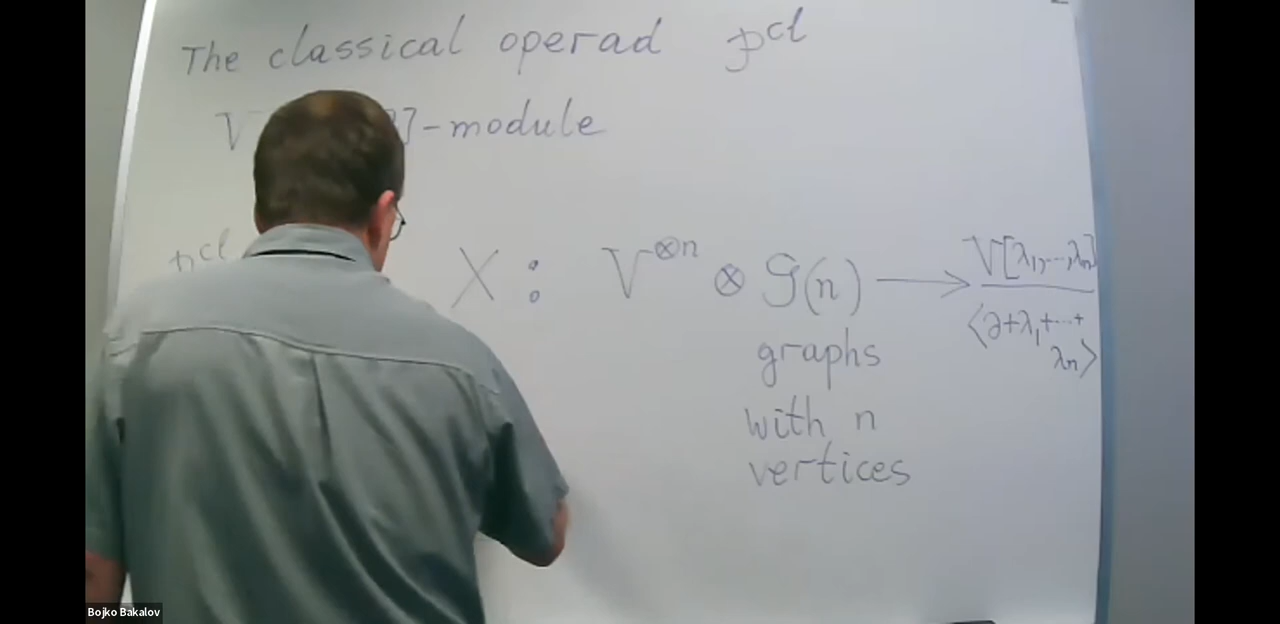 The classical operad p^cl
V ]-module
p^cl X : V^⊗n ⊗ G(n) ⟶ V[λ₁,...,λₙ]
⟨∂+λ₁+...+
λₙ⟩
graphs
with n
vertices
Bojko Bakalov